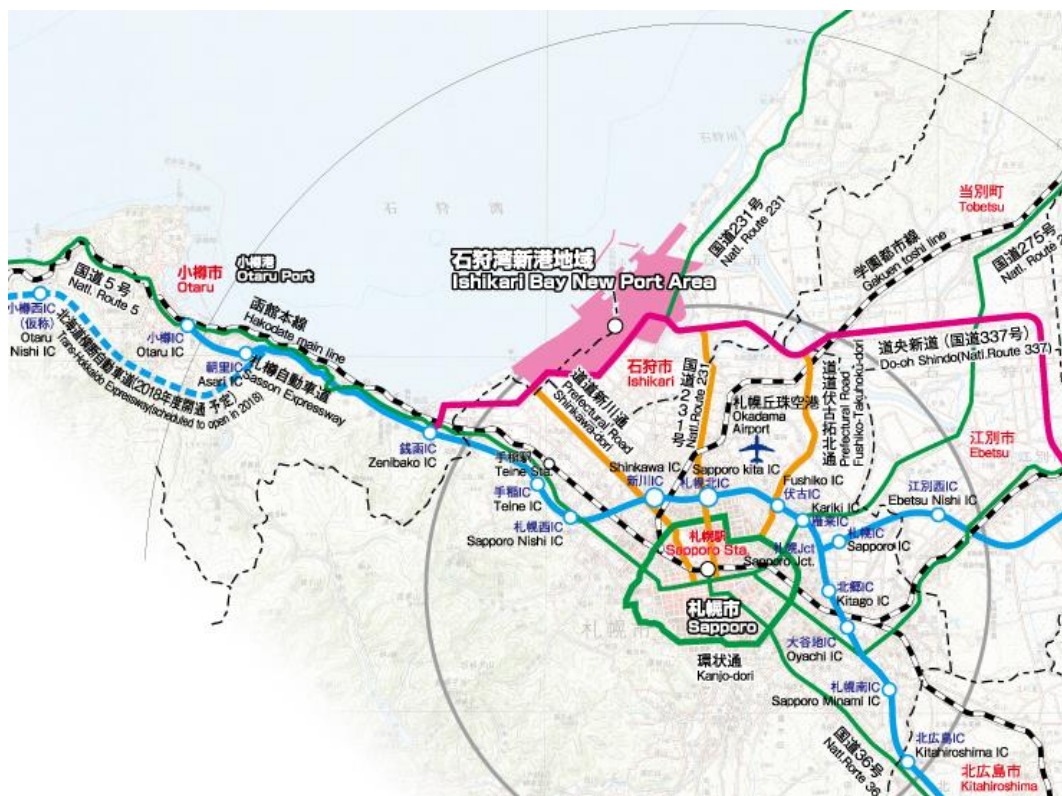 石狩湾
石狩川
当別町
Tobetsu
国道231号
Natl. Route 231
国道275号
学園都市線
Gakuen toshi line
石狩湾新港地域
Ishikari Bay New Port Area
小樽港
Otaru Port
小樽市
Otaru
国道5号
Natl. Route 5
函館本線
Hakodate main line
小樽西IC
(仮称)
Otaru
Nishi IC
小樽IC
Otaru IC
朝里IC
Asari IC
札樽自動車道
Sasson Expressway
北海道横断自動車道(2018年度開通 予定)
Trans-Hokkaido Expressway(scheduled to open in 2018)
銭函IC
Zenibako IC
石狩市
Ishikari
道道新川通
Prefectural Road
Shinkawa-dori
国道231号
Natl.Route 231
道央新道 (国道337号)
Do-oh Shindo(Natl.Route 337)
道道伏古拓北通
Prefectural Road
Fushiko-Takuhoku-dori
札幌丘珠空港
Okadama
Airport
江別市
Ebetsu
手稲駅
Teine Sta.
手稲IC
Teine IC
札幌西IC
Sapporo Nishi IC
Shinkawa IC
新川IC
Sapporo kita IC
札幌北IC
Fushiko IC
伏古IC
Kariki IC
雁来IC
江別西IC
Ebetsu Nishi IC
札幌IC
Sapporo IC
札幌Jct
Sapporo Jct.
札幌駅
Sapporo Sta.
北郷IC
Kitago IC
札幌市
Sapporo
札幌市
大谷地IC
Oyachi IC
環状通
Kanjo-dori
札幌南IC
Sapporo Minami IC
国道36号
Natl.Rorte 36
北広島IC
Kitahiroshima IC
北広島市
Kitahiroshima